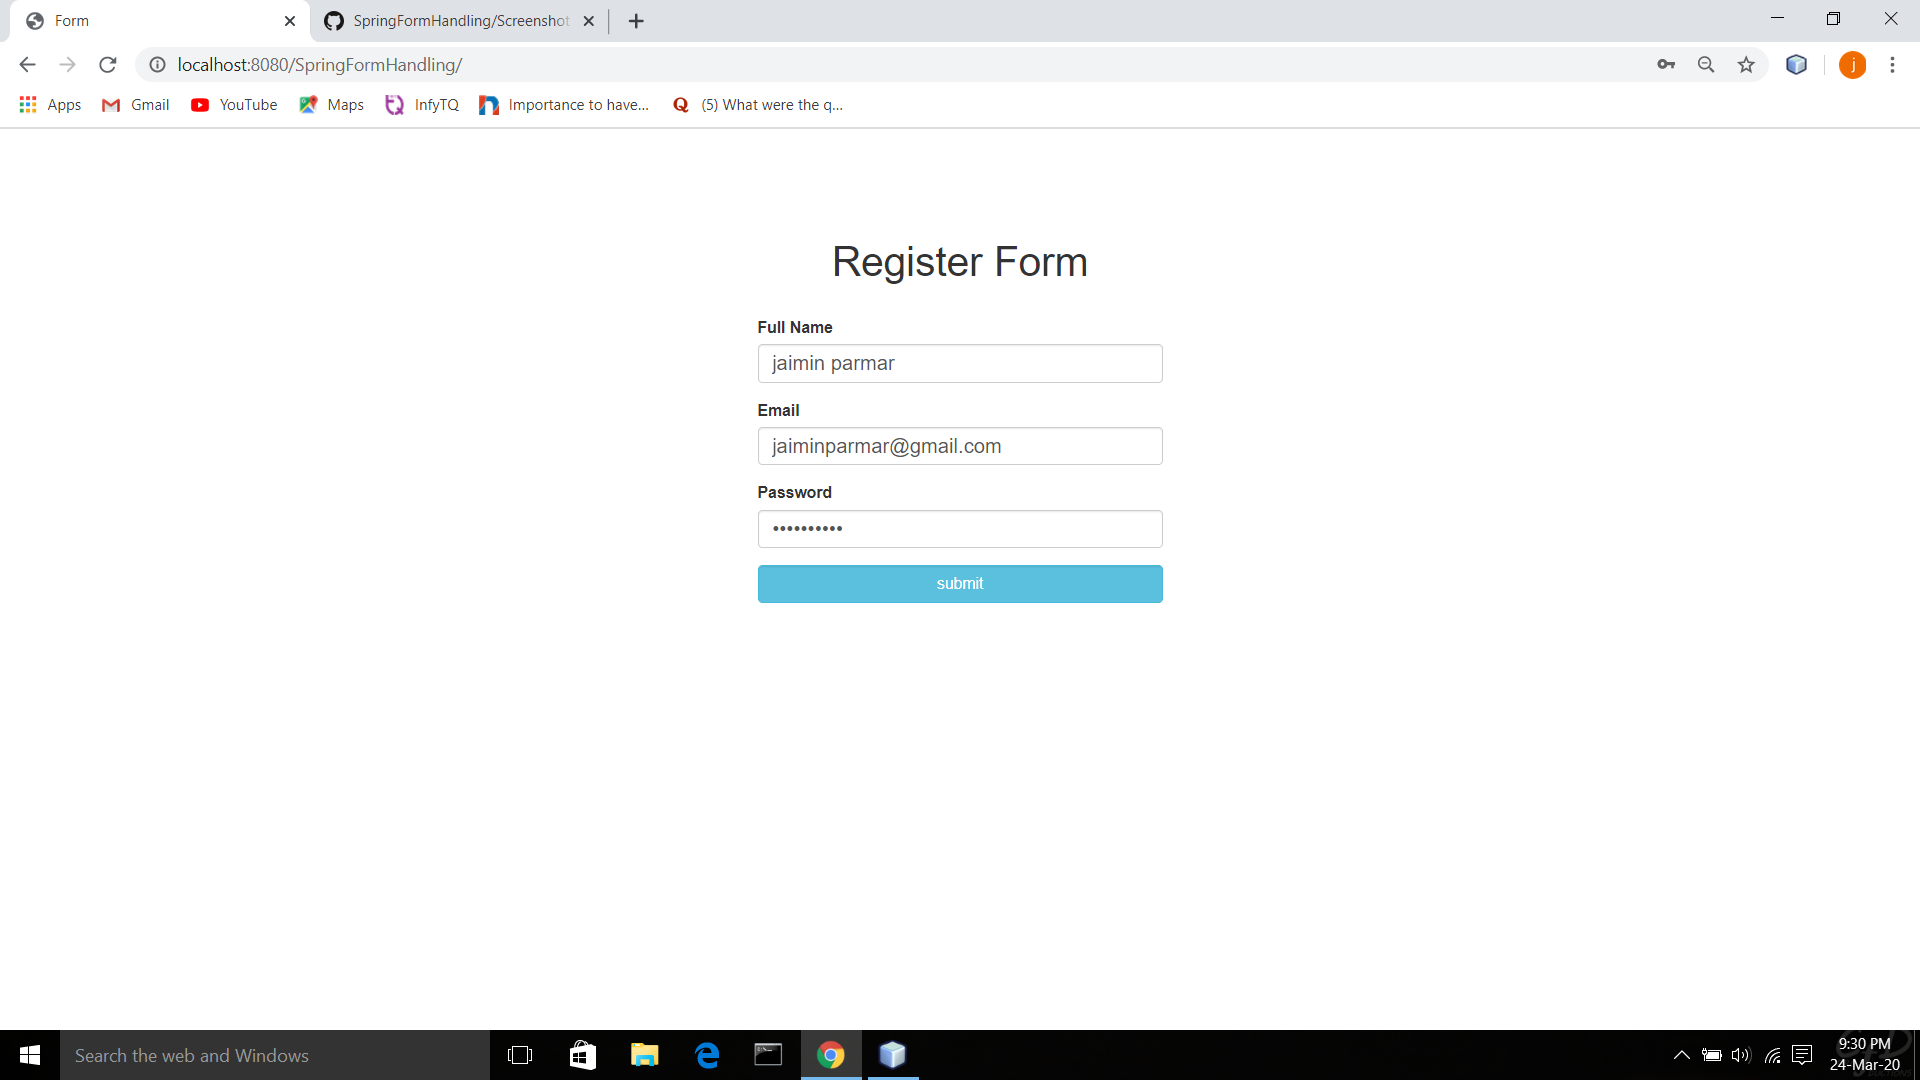 Form
SpringFormHandling/Screenshot
localhost:8080/SpringFormHandling/
j
Apps
Gmail
YouTube
Maps
InfyTQ
Importance to have...
(5) What were the q...
Register Form
Full Name
jaimin parmar
Email
jaiminparmar@gmail.com
Password
••••••••••
submit
Search the web and Windows
9:30 PM
24-Mar-20